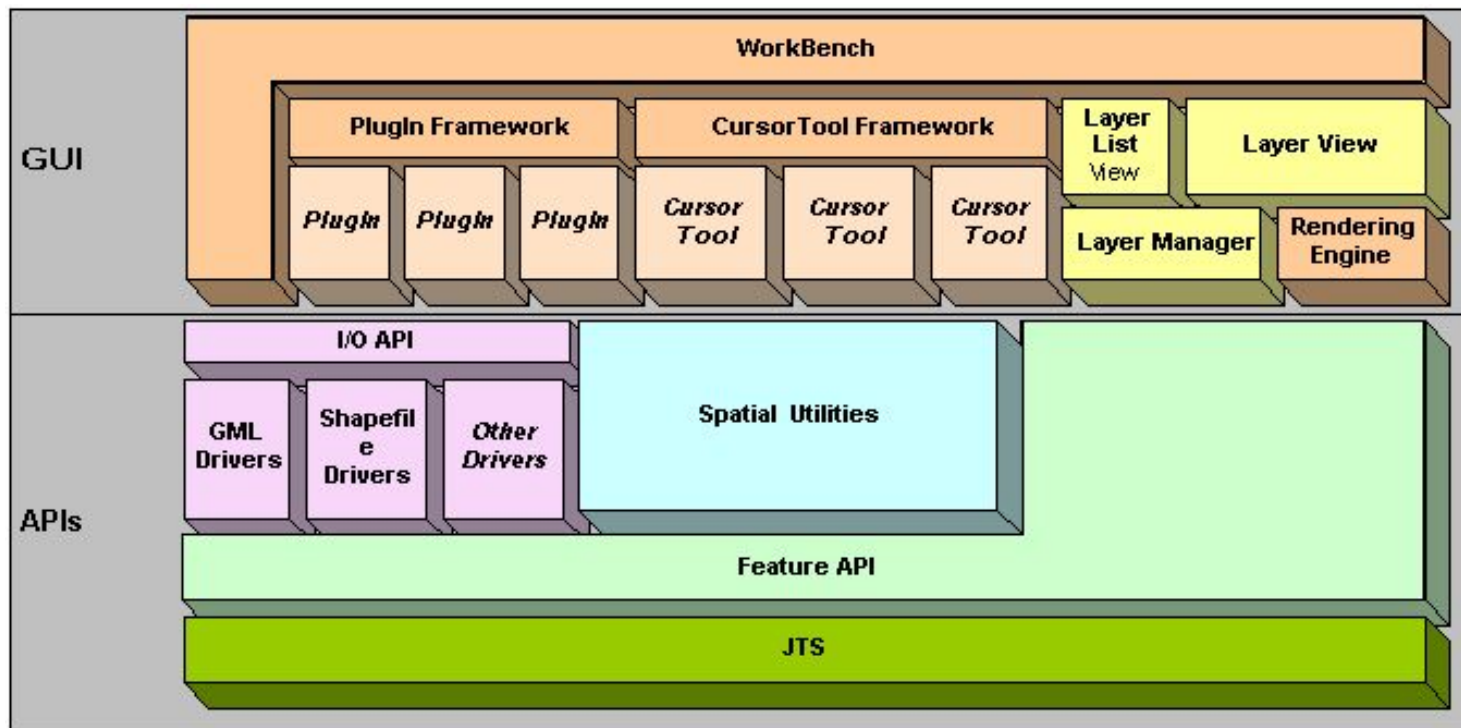 WorkBench
GUI
PlugIn Framework
CursorTool Framework
Layer
List
View
Layer View
PlugIn
PlugIn
PlugIn
Cursor
Tool
Cursor
Tool
Cursor
Tool
Layer Manager
Rendering
Engine
APIs
I/O API
GML
Drivers
Shapefil
e
Drivers
Other
Drivers
Spatial Utilities
Feature API
JTS